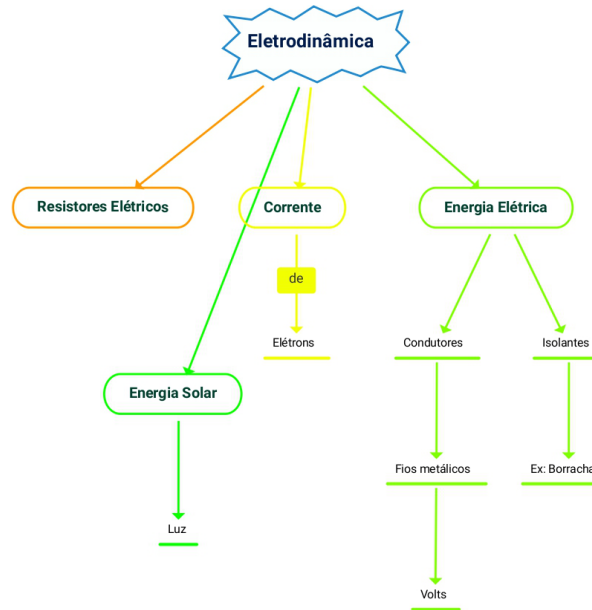 Eletrodinâmica
Resistores Elétricos
Corrente
Energia Elétrica
de
Elétrons
Condutores
Isolantes
Energia Solar
Fios metálicos
Ex: Borracha
Luz
Volts